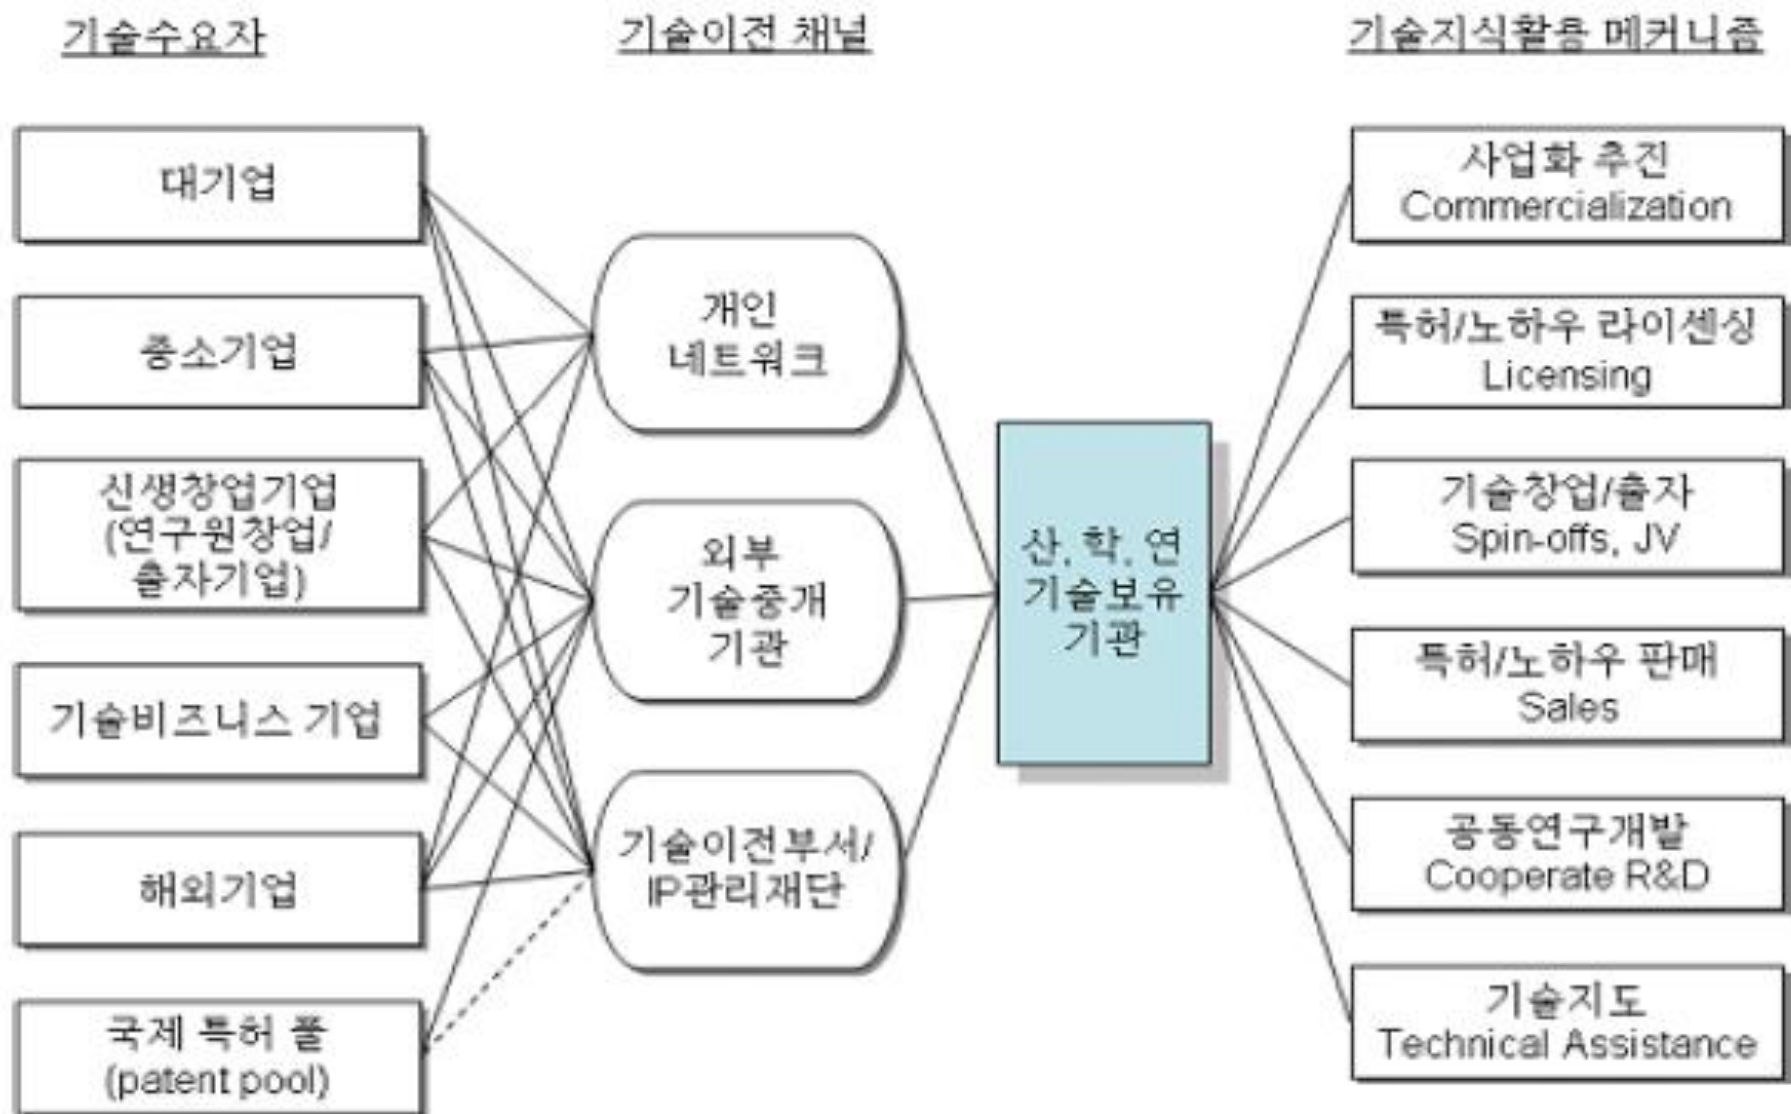 기술수요자
기술이전 채널
기술지식활용 메커니즘
대기업
중소기업
신생창업기업
(연구원창업/
출자기업)
기술비즈니스 기업
해외기업
국제 특허 풀
(patent pool)
개인
네트워크
외부
기술중개
기관
기술이전부서/
IP관리재단
산, 학, 연
기술보유
기관
사업화 추진
Commercialization
특허/노하우 라이센싱
Licensing
기술창업/출자
Spin-offs, JV
특허/노하우 판매
Sales
공동연구개발
Cooperate R&D
기술지도
Technical Assistance